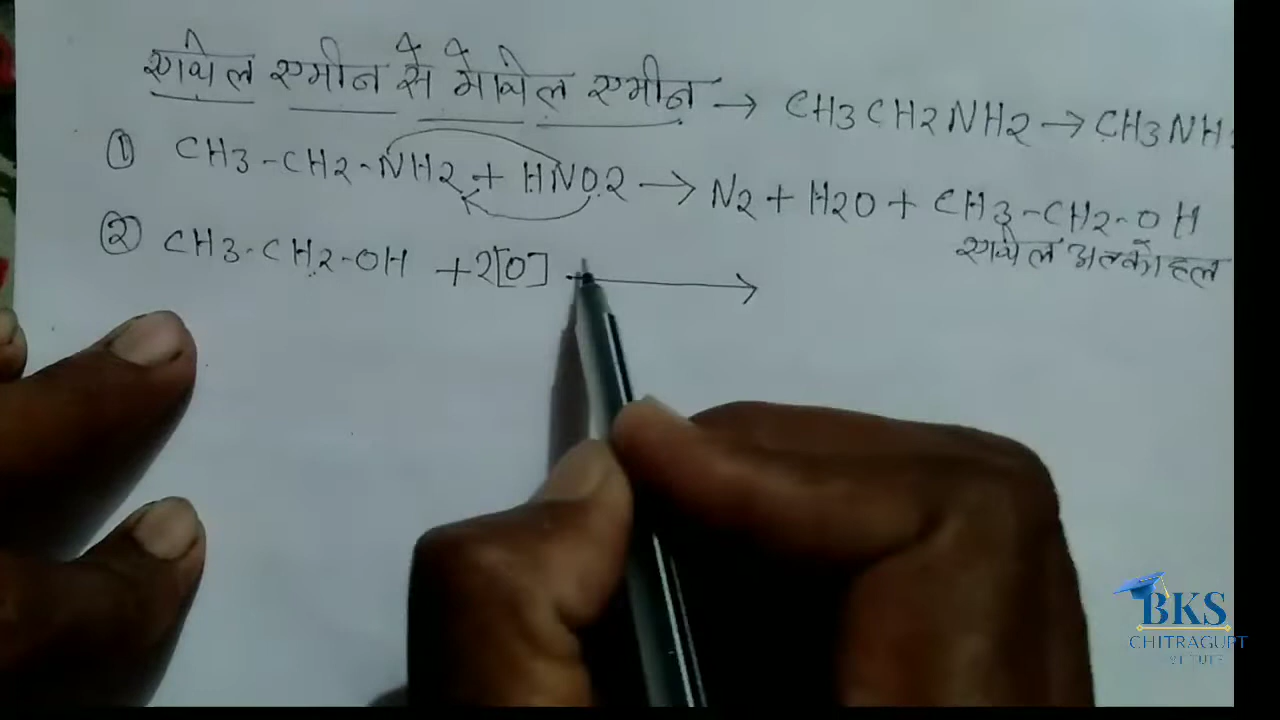 एथिल एमीन से मेथिल एमीन → CH3CH2NH2 → CH3NH
① CH3-CH2-NH2 + HNO2 → N2 + H2O + CH3-CH2-OH
एथिल अल्कोहल
② CH3-CH2-OH + 2[O] →
BKS
CHITRAGUPT